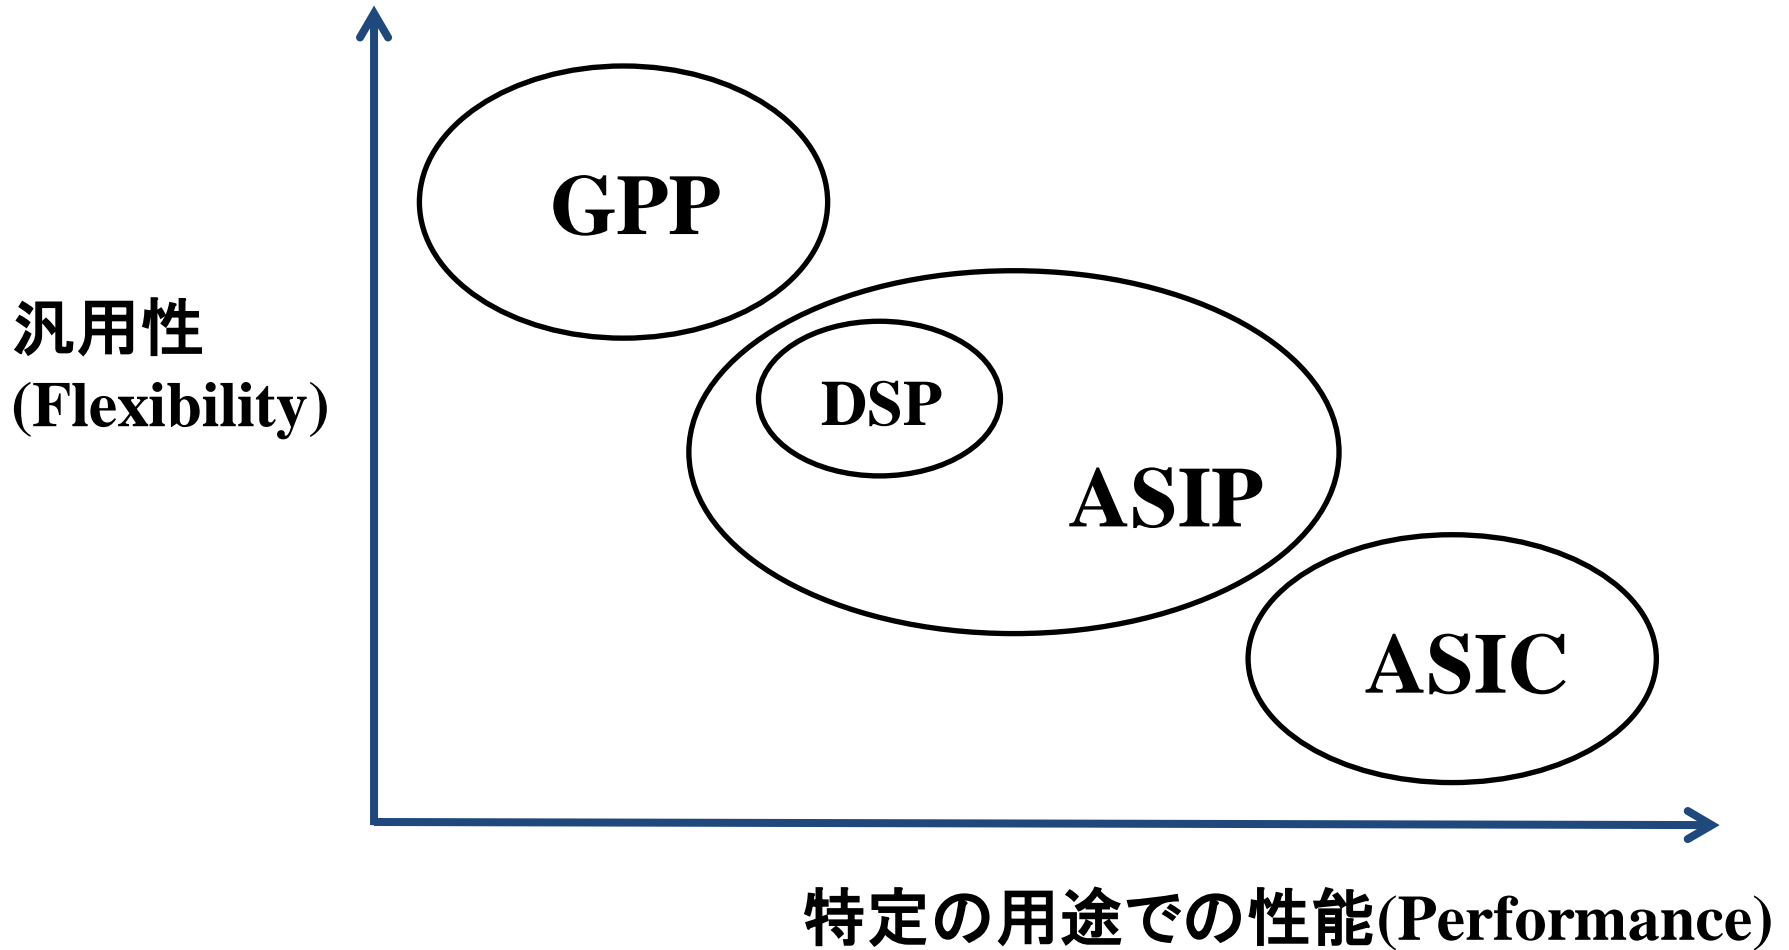 GPP
汎用性
(Flexibility)
DSP
ASIP
ASIC
特定の用途での性能(Performance)